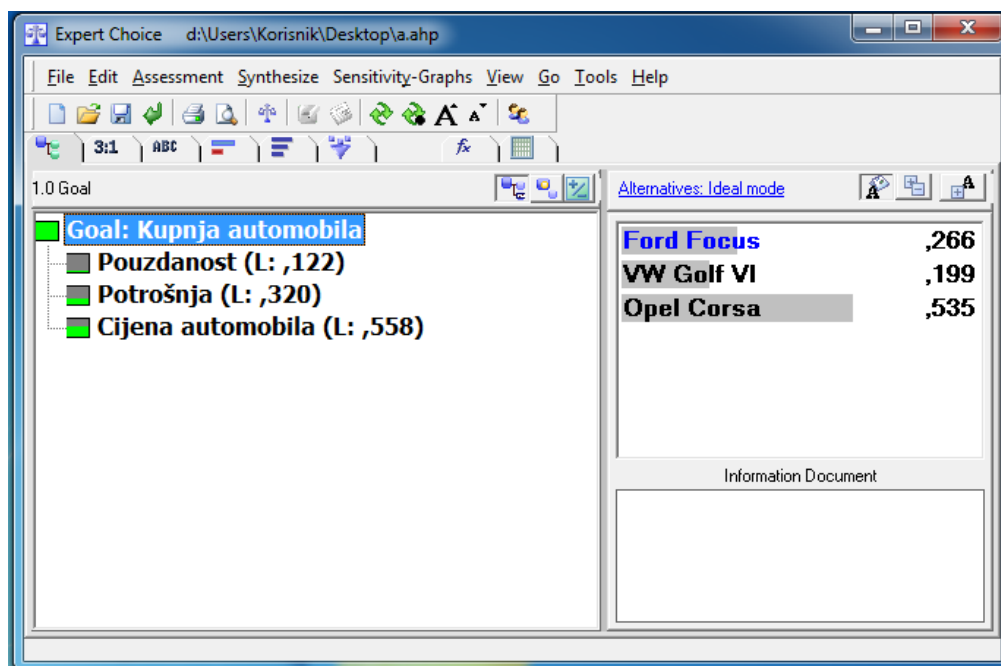 Expert Choice d:\Users\Korisnik\Desktop\a.ahp
File Edit Assessment Synthesize Sensitivity-Graphs View Go Tools Help
A A
3:1 ABC fx
1.0 Goal
Goal: Kupnja automobila
Pouzdanost (L: ,122)
Potrošnja (L: ,320)
Cijena automobila (L: ,558)
Alternatives: Ideal mode
A A
Ford Focus ,266
VW Golf VI ,199
Opel Corsa ,535
Information Document